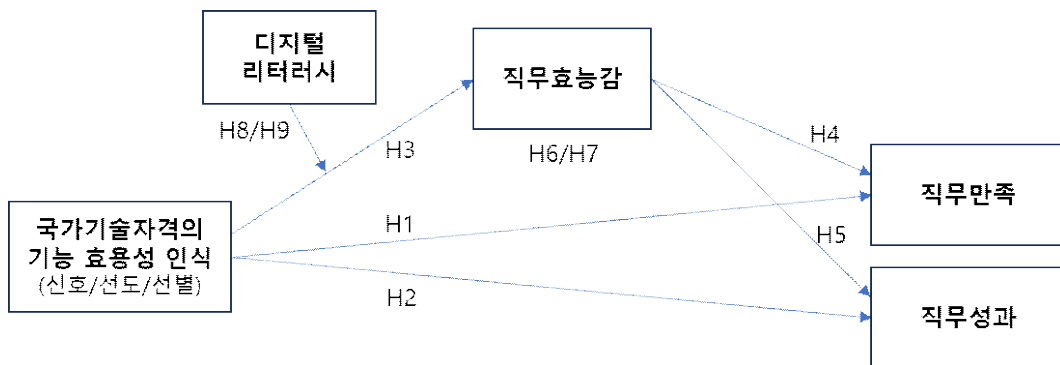 디지털
리터러시
직무효능감
H8/H9
H3
H6/H7
H4
국가기술자격의
기능 효용성 인식
(신호/선도/선별)
H1
직무만족
H5
H2
직무성과